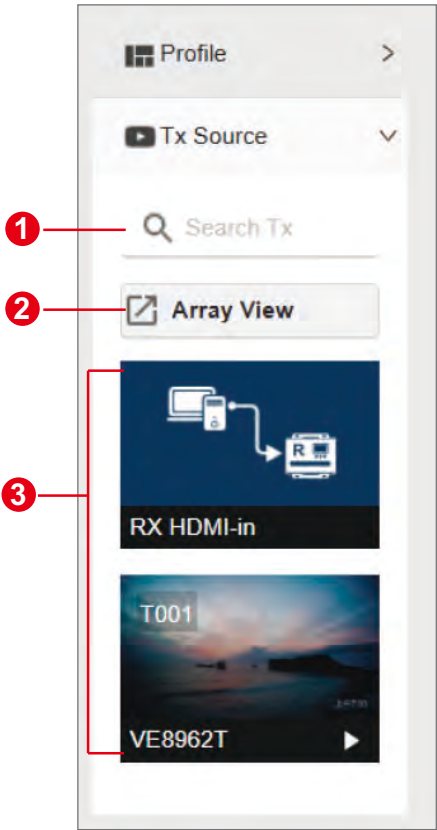 Profile
Tx Source
1
Search Tx
2
Array View
3
R
RX HDMI-in
T001
VE8962T